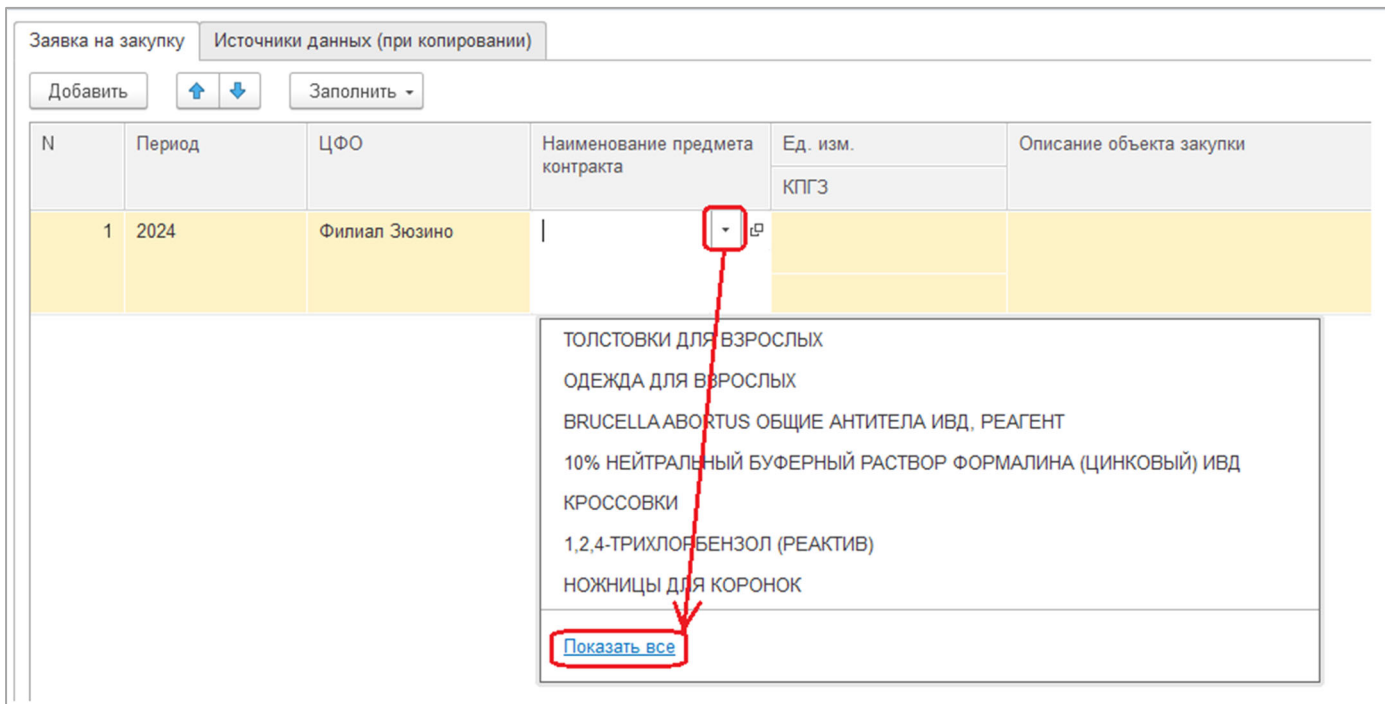 Заявка на закупку Источники данных (при копировании)
Добавить Заполнить
N Период ЦФО Наименование предмета контракта Ед. изм. Описание объекта закупки
КПГЗ
1 2024 Филиал Зюзино
ТОЛСТОВКИ ДЛЯ ВЗРОСЛЫХ
ОДЕЖДА ДЛЯ ВЗРОСЛЫХ
BRUCELLA ABORTUS ОБЩИЕ АНТИТЕЛА ИВД, РЕАГЕНТ
10% НЕЙТРАЛЬНЫЙ БУФЕРНЫЙ РАСТВОР ФОРМАЛИНА (ЦИНКОВЫЙ) ИВД
КРОССОВКИ
1,2,4-ТРИХЛОРБЕНЗОЛ (РЕАКТИВ)
НОЖНИЦЫ ДЛЯ КОРОНОК
Показать все